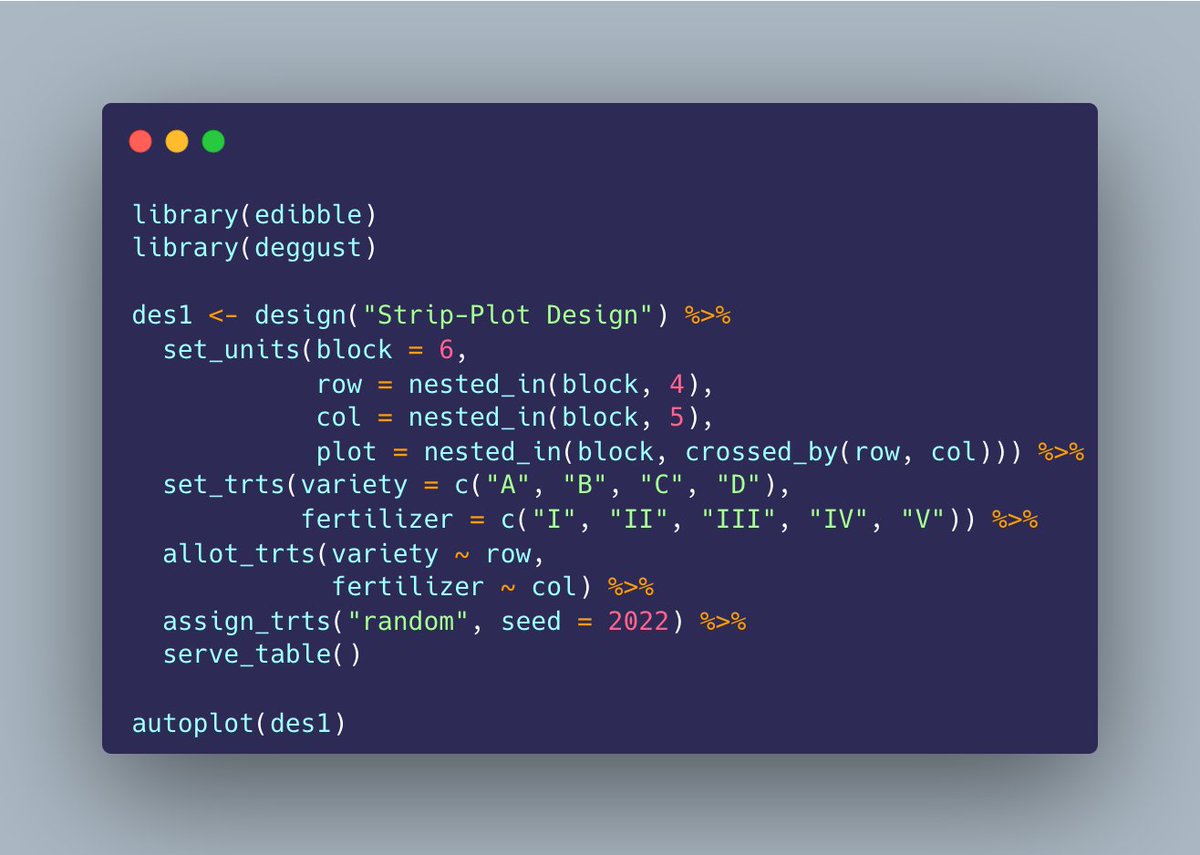 library(edibble)
library(deggust)

des1 <- design("Strip-Plot Design") %>%
  set_units(block = 6,
            row = nested_in(block, 4),
            col = nested_in(block, 5),
            plot = nested_in(block, crossed_by(row, col))) %>%
  set_trts(variety = c("A", "B", "C", "D"),
           fertilizer = c("I", "II", "III", "IV", "V")) %>%
  allot_trts(variety ~ row,
             fertilizer ~ col) %>%
  assign_trts("random", seed = 2022) %>%
  serve_table()

autoplot(des1)